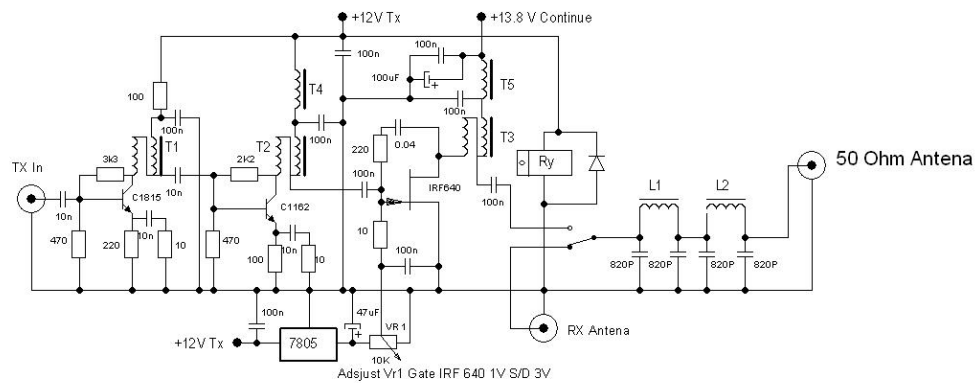 +12V Tx
+13.8 V Continue
100n
100n
100uF
+
T5
T4
100
100n
100n
100n
T1
T2
T3
220
0.04
Ry
50 Ohm Antena
3k3
2K2
100n
IRF640
TX In
10n
C1815
10n
C1162
100n
L1
L2
10n
470
220
10n
10
470
100
10n
10
10
100n
820P
820P
820P
820P
100n
47uF
+
VR 1
RX Antena
+12V Tx
7805
10K
Adsjust Vr1 Gate IRF 640 1V S/D 3V